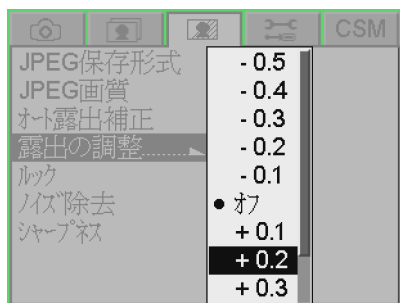 CSM
JPEG保存形式
JPEG画質
ｵｰﾄ露出補正
露出の調整
ルック
ノイズ除去
シャープネス
- 0.5
- 0.4
- 0.3
- 0.2
- 0.1
● オフ
+ 0.1
+ 0.2
+ 0.3